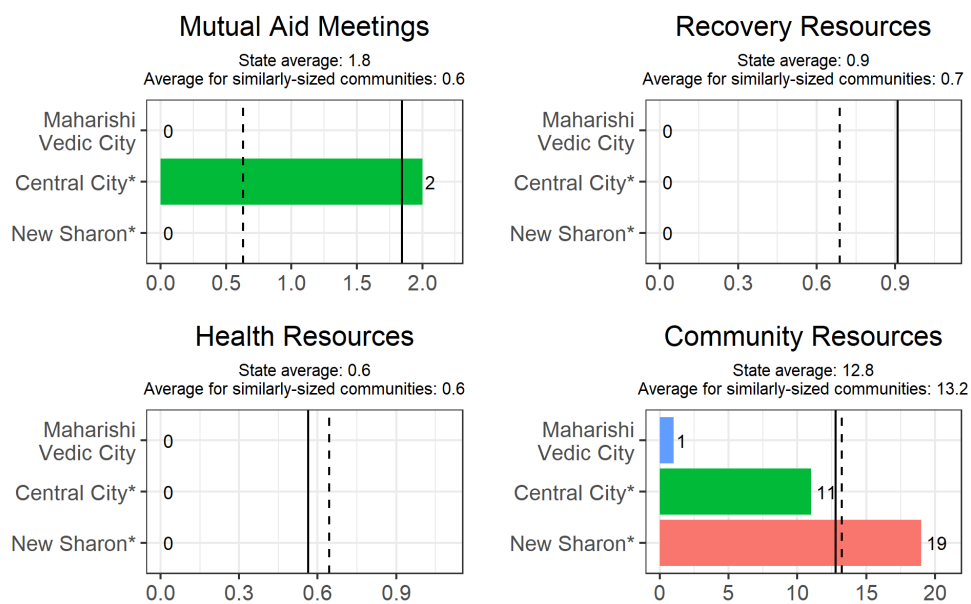 Mutual Aid Meetings
State average: 1.8
Average for similarly-sized communities: 0.6
Maharishi
Vedic City
0
Central City*
2
New Sharon*
0
0.0 0.5 1.0 1.5 2.0
Recovery Resources
State average: 0.9
Average for similarly-sized communities: 0.7
Maharishi
Vedic City
0
Central City*
0
New Sharon*
0
0.0 0.3 0.6 0.9
Health Resources
State average: 0.6
Average for similarly-sized communities: 0.6
Maharishi
Vedic City
0
Central City*
0
New Sharon*
0
0.0 0.3 0.6 0.9
Community Resources
State average: 12.8
Average for similarly-sized communities: 13.2
Maharishi
Vedic City
1
Central City*
11
New Sharon*
19
0 5 10 15 20